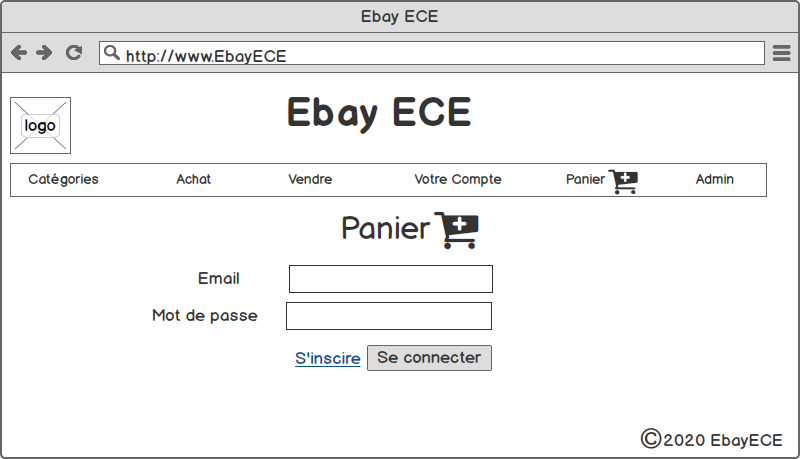 Ebay ECE
http://www.EbayECE
logo
Ebay ECE
Catégories Achat Vendre Votre Compte Panier Admin
Panier
Email
Mot de passe
S'inscire Se connecter
©2020 EbayECE